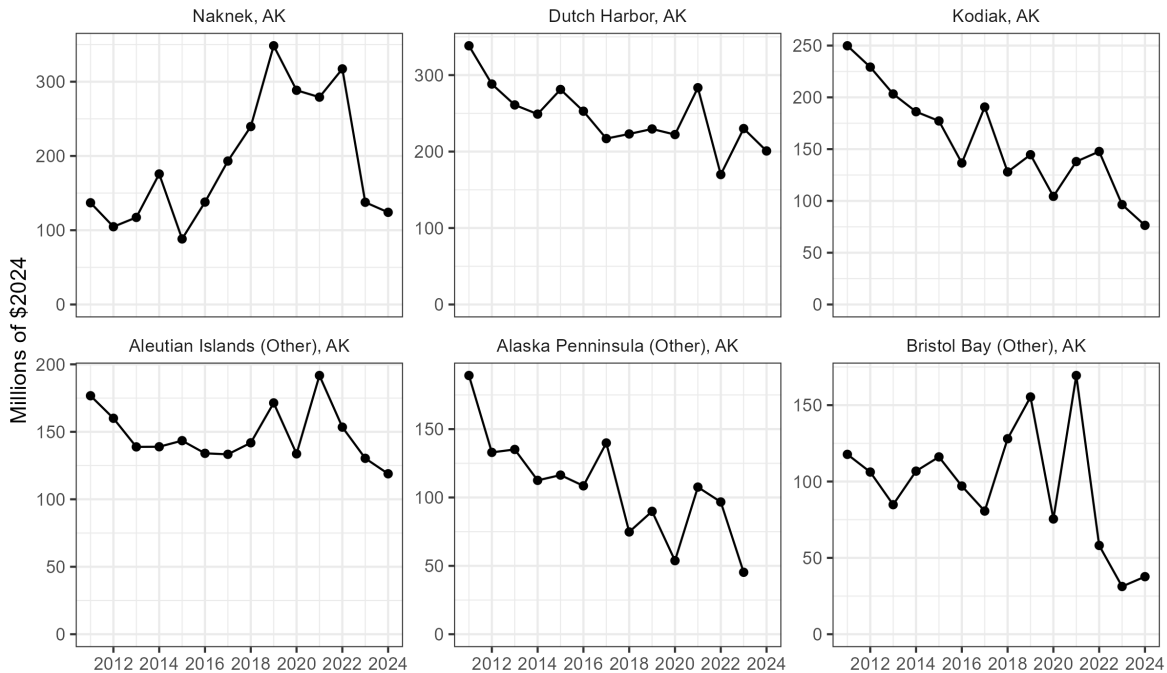 Naknek, AK
Dutch Harbor, AK
Kodiak, AK
300
200
100
0
300
200
100
0
250
200
150
100
50
0
Millions of $2024
Aleutian Islands (Other), AK
Alaska Penninsula (Other), AK
Bristol Bay (Other), AK
200
150
100
50
0
150
100
50
0
150
100
50
0
2012 2014 2016 2018 2020 2022 2024
2012 2014 2016 2018 2020 2022 2024
2012 2014 2016 2018 2020 2022 2024